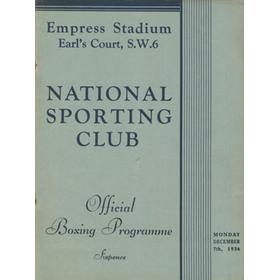 Empress Stadium
Earl's Court, S.W.6
NATIONAL
SPORTING
CLUB
Official
Boxing Programme
Sixpence
MONDAY
DECEMBER
7th, 1936